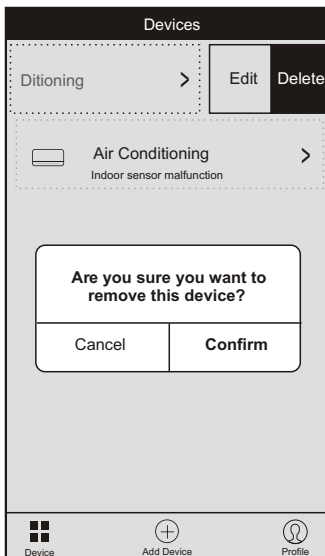 Devices
Ditioning > Edit Delete
Air Conditioning >
Indoor sensor malfunction
Are you sure you want to
remove this device?
Cancel Confirm
Device Add Device Profile